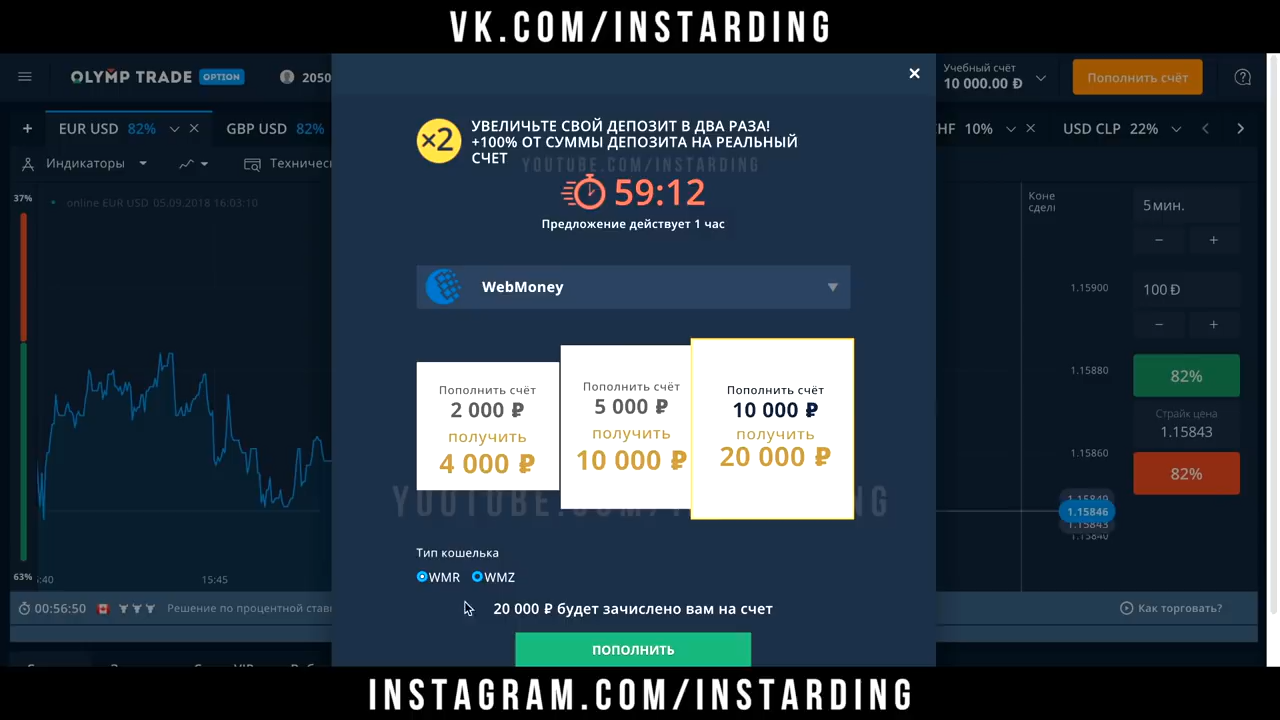 VK.COM/INSTARDING
OLYMP TRADE OPTION
2050
Учебный счёт
10 000.00 Đ
Пополнить счёт
EUR USD 82%
GBP USD 82%
HF 10%
USD CLP 22%
Индикаторы
УВЕЛИЧЬТЕ СВОЙ ДЕПОЗИТ В ДВА РАЗА!
+100% ОТ СУММЫ ДЕПОЗИТА НА РЕАЛЬНЫЙ
СЧЕТ
×2
YOUTUBE.COM/INSTARDING
59:12
Предложение действует 1 час
37%
online EUR USD 05.09.2018 16:03:10
5 мин.
WebMoney
1.15900
100 Đ
Пополнить счёт
2 000 ₽
получить
4 000 ₽
Пополнить счёт
5 000 ₽
получить
10 000 ₽
Пополнить счёт
10 000 ₽
получить
20 000 ₽
1.15880
82%
Страйк цена
1.15843
1.15860
82%
1.15846
1.15843
1.15840
YOUTUBE.COM/INSTARDING
Тип кошелька
WMR WMZ
63%
:40
15:45
00:56:50
Решение по процентной став
20 000 ₽ будет зачислено вам на счет
Как торговать?
ПОПОЛНИТЬ
INSTAGRAM.COM/INSTARDING